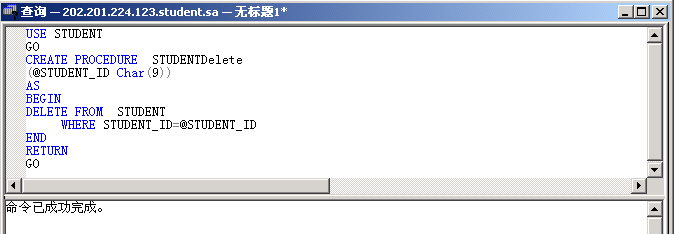 查询 — 202.201.224.123.student.sa — 无标题1*
USE STUDENT
GO
CREATE PROCEDURE  STUDENTDelete
(@STUDENT_ID Char(9))
AS
BEGIN
DELETE FROM  STUDENT
     WHERE STUDENT_ID=@STUDENT_ID
END
RETURN
GO
命令已成功完成。